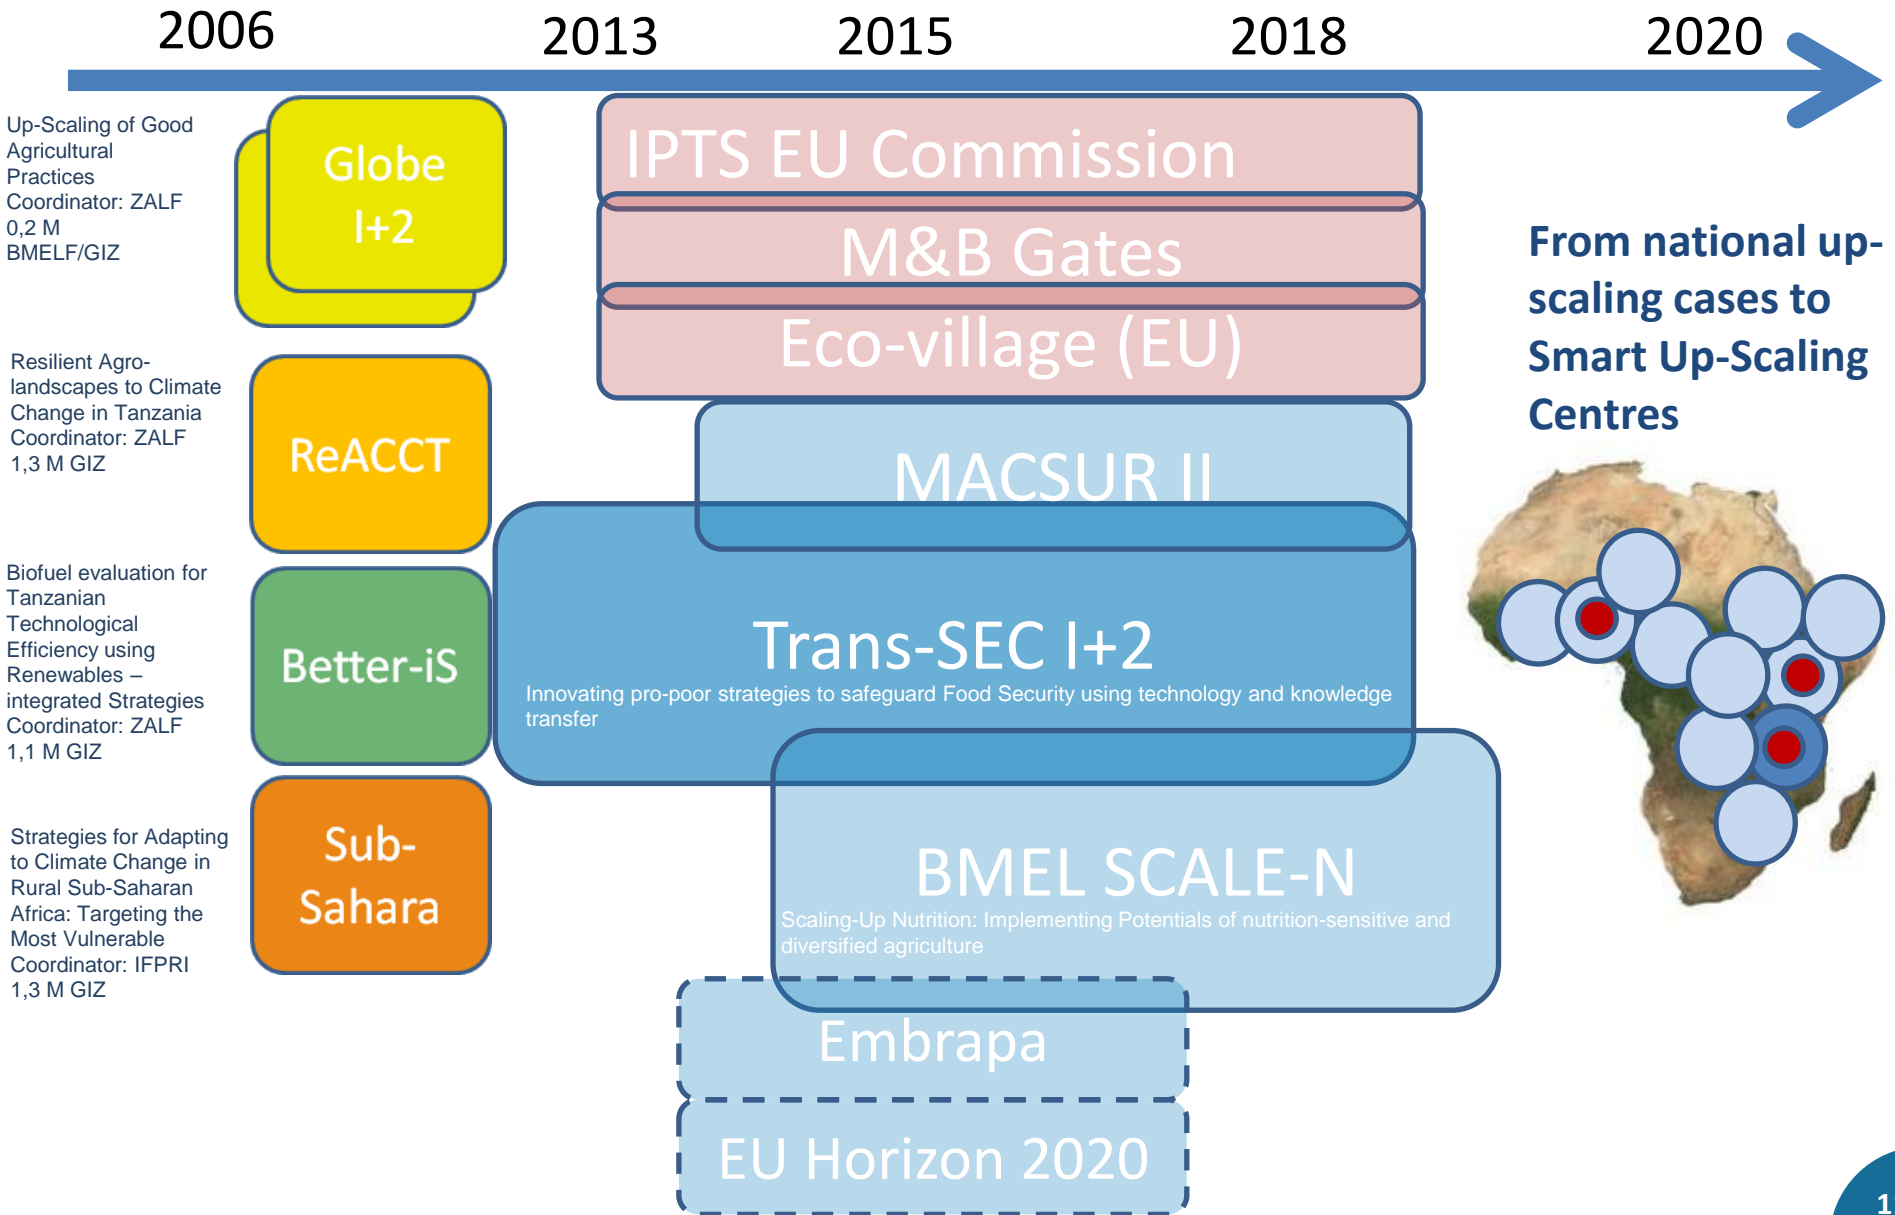 2006
2013
2015
2018
2020
Up-Scaling of Good
Agricultural
Practices
Coordinator: ZALF
0,2 M
BMELF/GIZ
Globe
I+2
Resilient Agro-
landscapes to Climate
Change in Tanzania
Coordinator: ZALF
1,3 M GIZ
ReACCT
Biofuel evaluation for
Tanzanian
Technological
Efficiency using
Renewables –
integrated Strategies
Coordinator: ZALF
1,1 M GIZ
Better-iS
Strategies for Adapting
to Climate Change in
Rural Sub-Saharan
Africa: Targeting the
Most Vulnerable
Coordinator: IFPRI
1,3 M GIZ
Sub-
Sahara
IPTS EU Commission
M&B Gates
Eco-village (EU)
MACSUR II
Trans-SEC I+2
Innovating pro-poor strategies to safeguard Food Security using technology and knowledge
transfer
BMEL SCALE-N
Scaling-Up Nutrition: Implementing Potentials of nutrition-sensitive and
diversified agriculture
Embrapa
EU Horizon 2020
From national up-
scaling cases to
Smart Up-Scaling
Centres